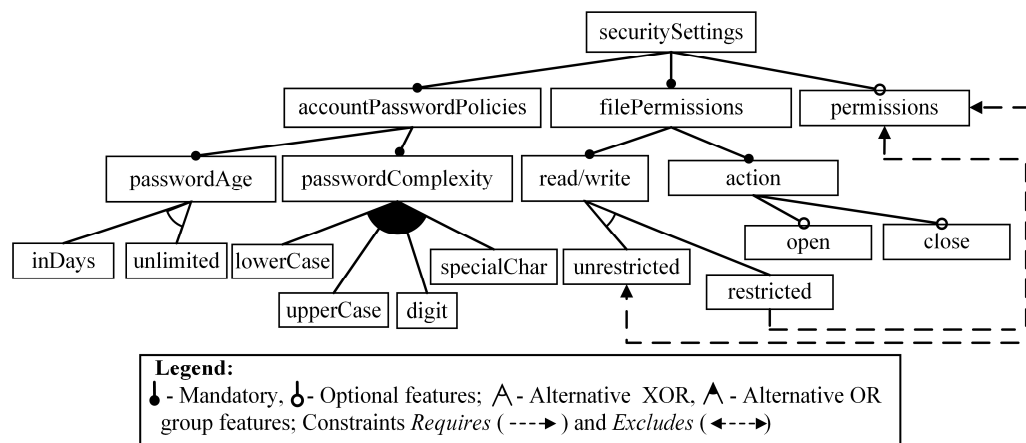 securitySettings
accountPasswordPolicies
filePermissions
permissions
passwordAge
passwordComplexity
read/write
action
inDays
unlimited
lowerCase
specialChar
unrestricted
open
close
upperCase
digit
restricted
Legend:
- Mandatory, - Optional features; - Alternative XOR, - Alternative OR
group features; Constraints Requires ( ) and Excludes ( )